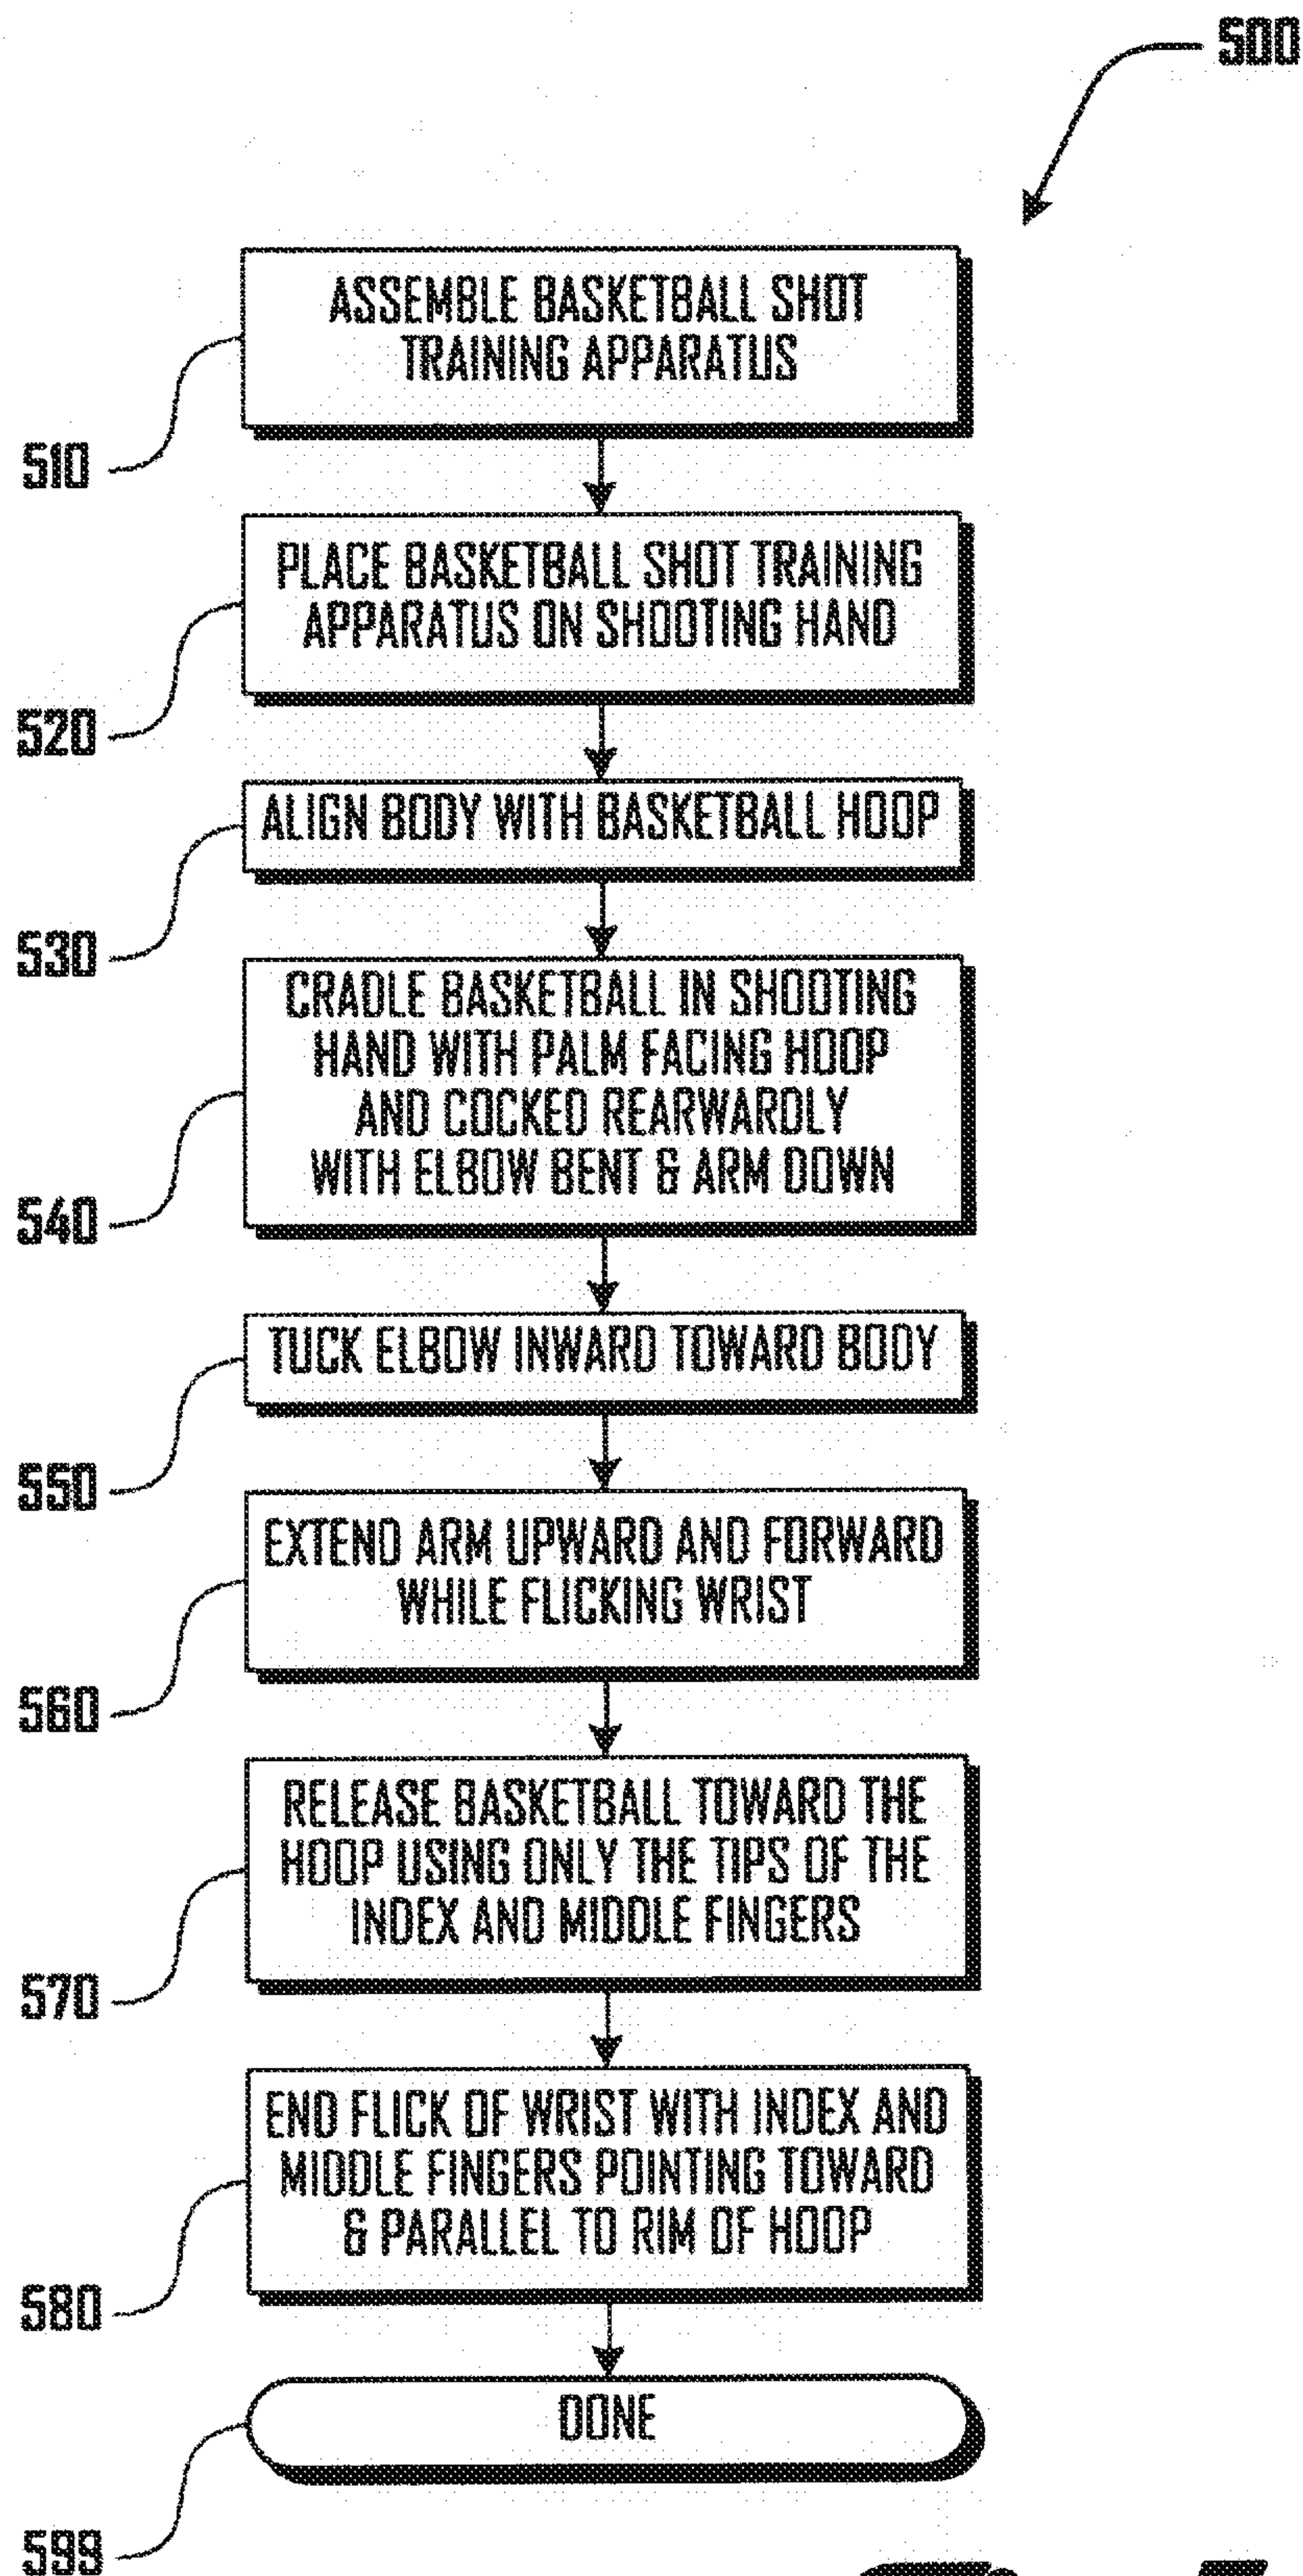 500
ASSEMBLE BASKETBALL SHOT
TRAINING APPARATUS
510
PLACE BASKETBALL SHOT TRAINING
APPARATUS ON SHOOTING HAND
520
ALIGN BODY WITH BASKETBALL HOOP
530
CRADLE BASKETBALL IN SHOOTING
HAND WITH PALM FACING HOOP
AND COCKED REARWARDLY
WITH ELBOW BENT & ARM DOWN
540
TUCK ELBOW INWARD TOWARD BODY
550
EXTEND ARM UPWARD AND FORWARD
WHILE FLICKING WRIST
560
RELEASE BASKETBALL TOWARD THE
HOOP USING ONLY THE TIPS OF THE
INDEX AND MIDDLE FINGERS
570
END FLICK OF WRIST WITH INDEX AND
MIDDLE FINGERS POINTING TOWARD
& PARALLEL TO RIM OF HOOP
580
DONE
599